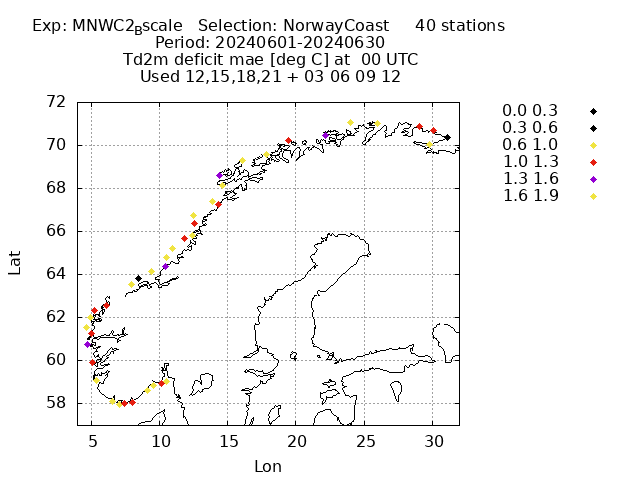 Exp: MNWC2_Bscale   Selection: NorwayCoast     40 stations
Period: 20240601-20240630
Td2m deficit mae [deg C] at  00 UTC
Used 12,15,18,21 + 03 06 09 12
72
70
68
66
64
62
60
58
Lat
5 10 15 20 25 30
Lon
0.0 0.3
0.3 0.6
0.6 1.0
1.0 1.3
1.3 1.6
1.6 1.9